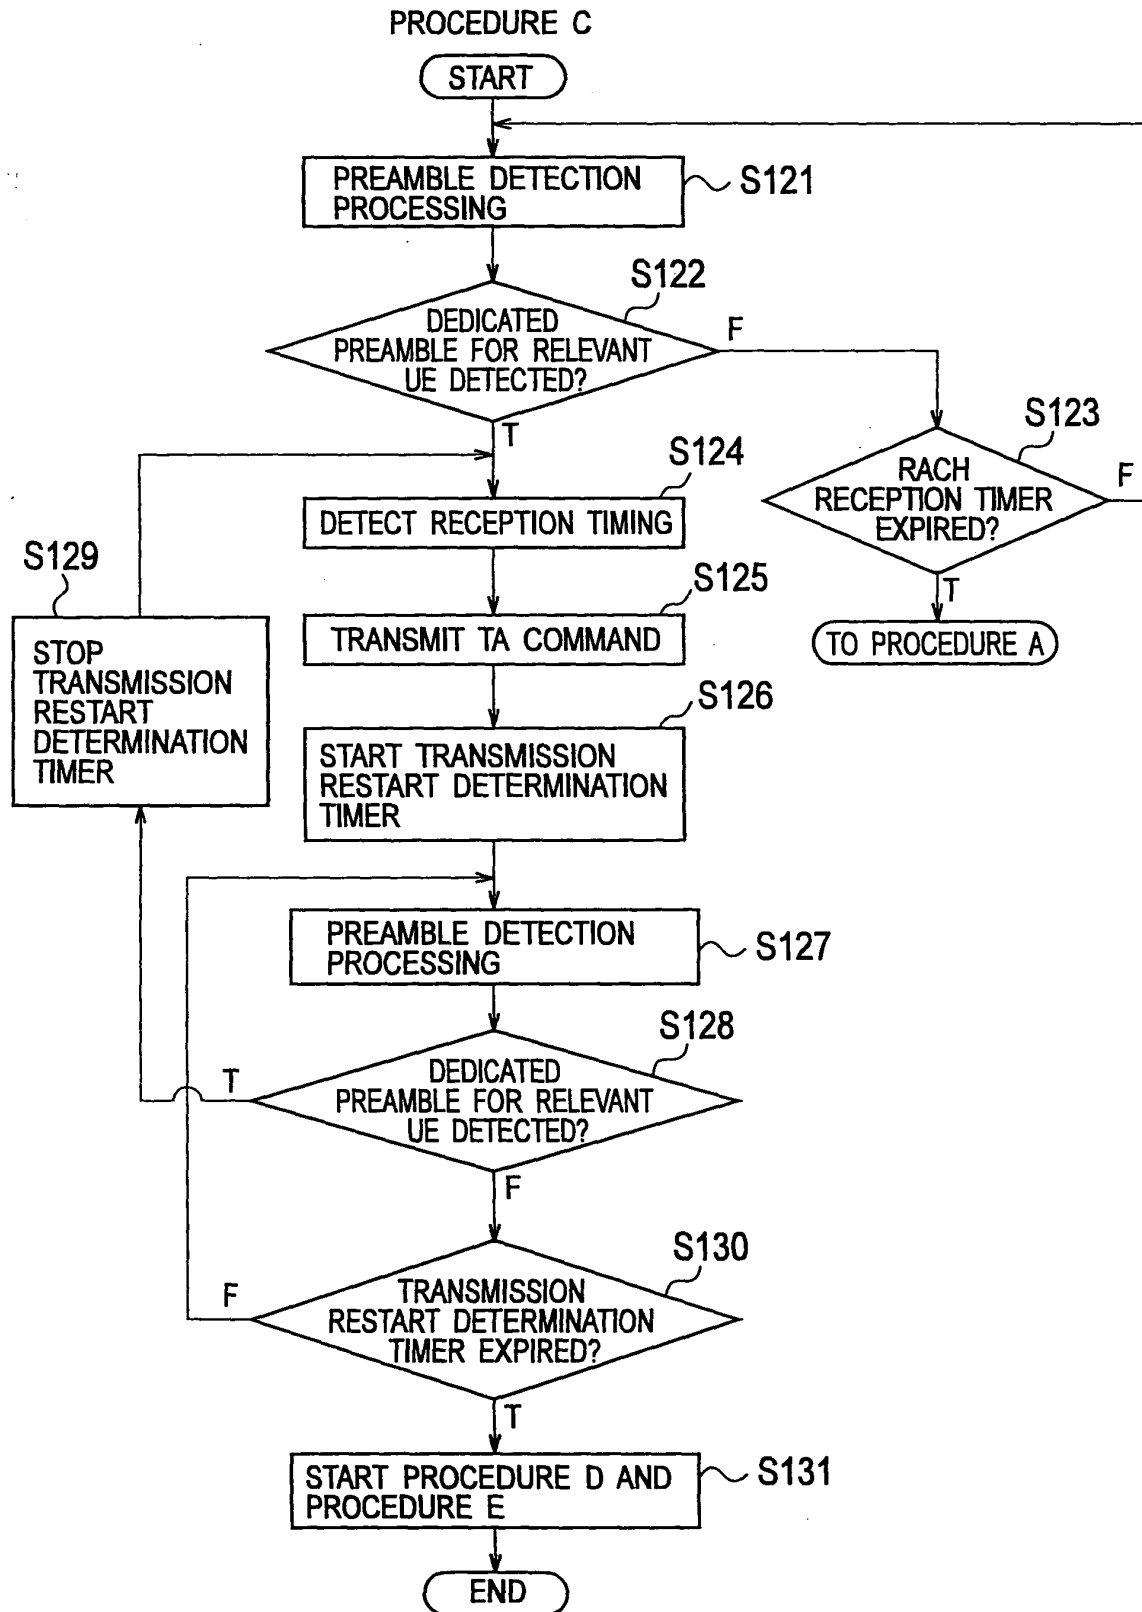 PROCEDURE C
START
PREAMBLE DETECTION
PROCESSING
S121
S122
DEDICATED
PREAMBLE FOR RELEVANT
UE DETECTED?
F
T
S123
RACH
RECEPTION TIMER
EXPIRED?
F
T
TO PROCEDURE A
S124
DETECT RECEPTION TIMING
S125
TRANSMIT TA COMMAND
S129
STOP
TRANSMISSION
RESTART
DETERMINATION
TIMER
S126
START TRANSMISSION
RESTART DETERMINATION
TIMER
PREAMBLE DETECTION
PROCESSING
S127
S128
DEDICATED
PREAMBLE FOR RELEVANT
UE DETECTED?
T
F
S130
TRANSMISSION
RESTART DETERMINATION
TIMER EXPIRED?
F
T
START PROCEDURE D AND
PROCEDURE E
S131
END